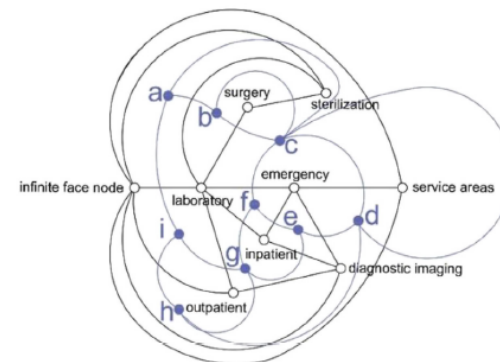 a
surgery
sterilization
b
c
infinite face node
laboratory
emergency
service areas
f
e
d
i
g
inpatient
diagnostic imaging
h
outpatient